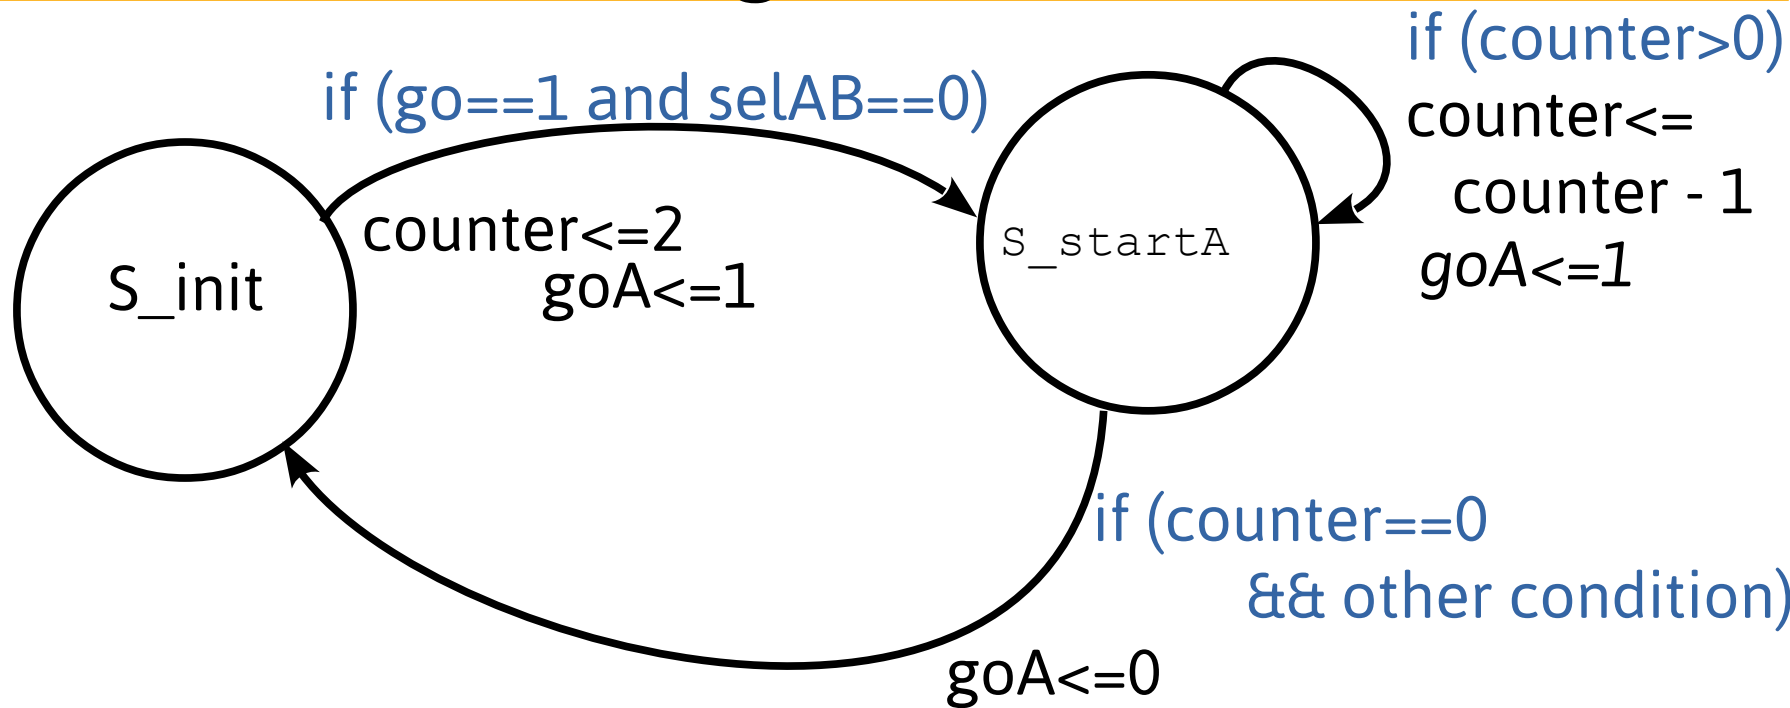 if (counter>0)
if (go==1 and selAB==0)
counter<=
counter - 1
counter<=2
S_startA
goA<=1
goA<=1
S_init
if (counter==0
&& other condition)
goA<=0